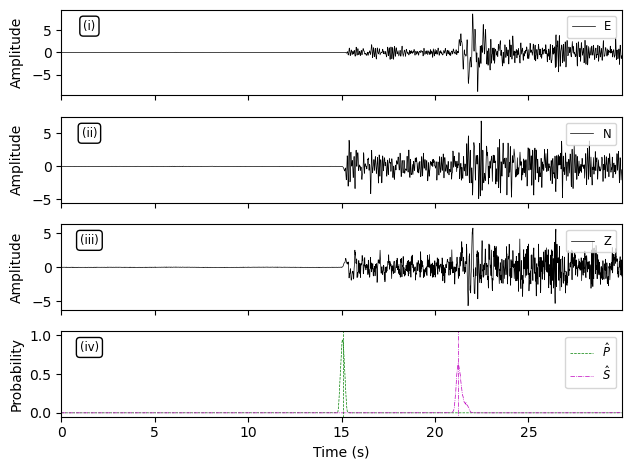 (i)
E
Amplitude
5
0
−5
(ii)
N
Amplitude
5
0
−5
(iii)
Z
Amplitude
5
0
−5
(iv)
P̂
Ŝ
Probability
1.0
0.5
0.0
0 5 10 15 20 25
Time (s)